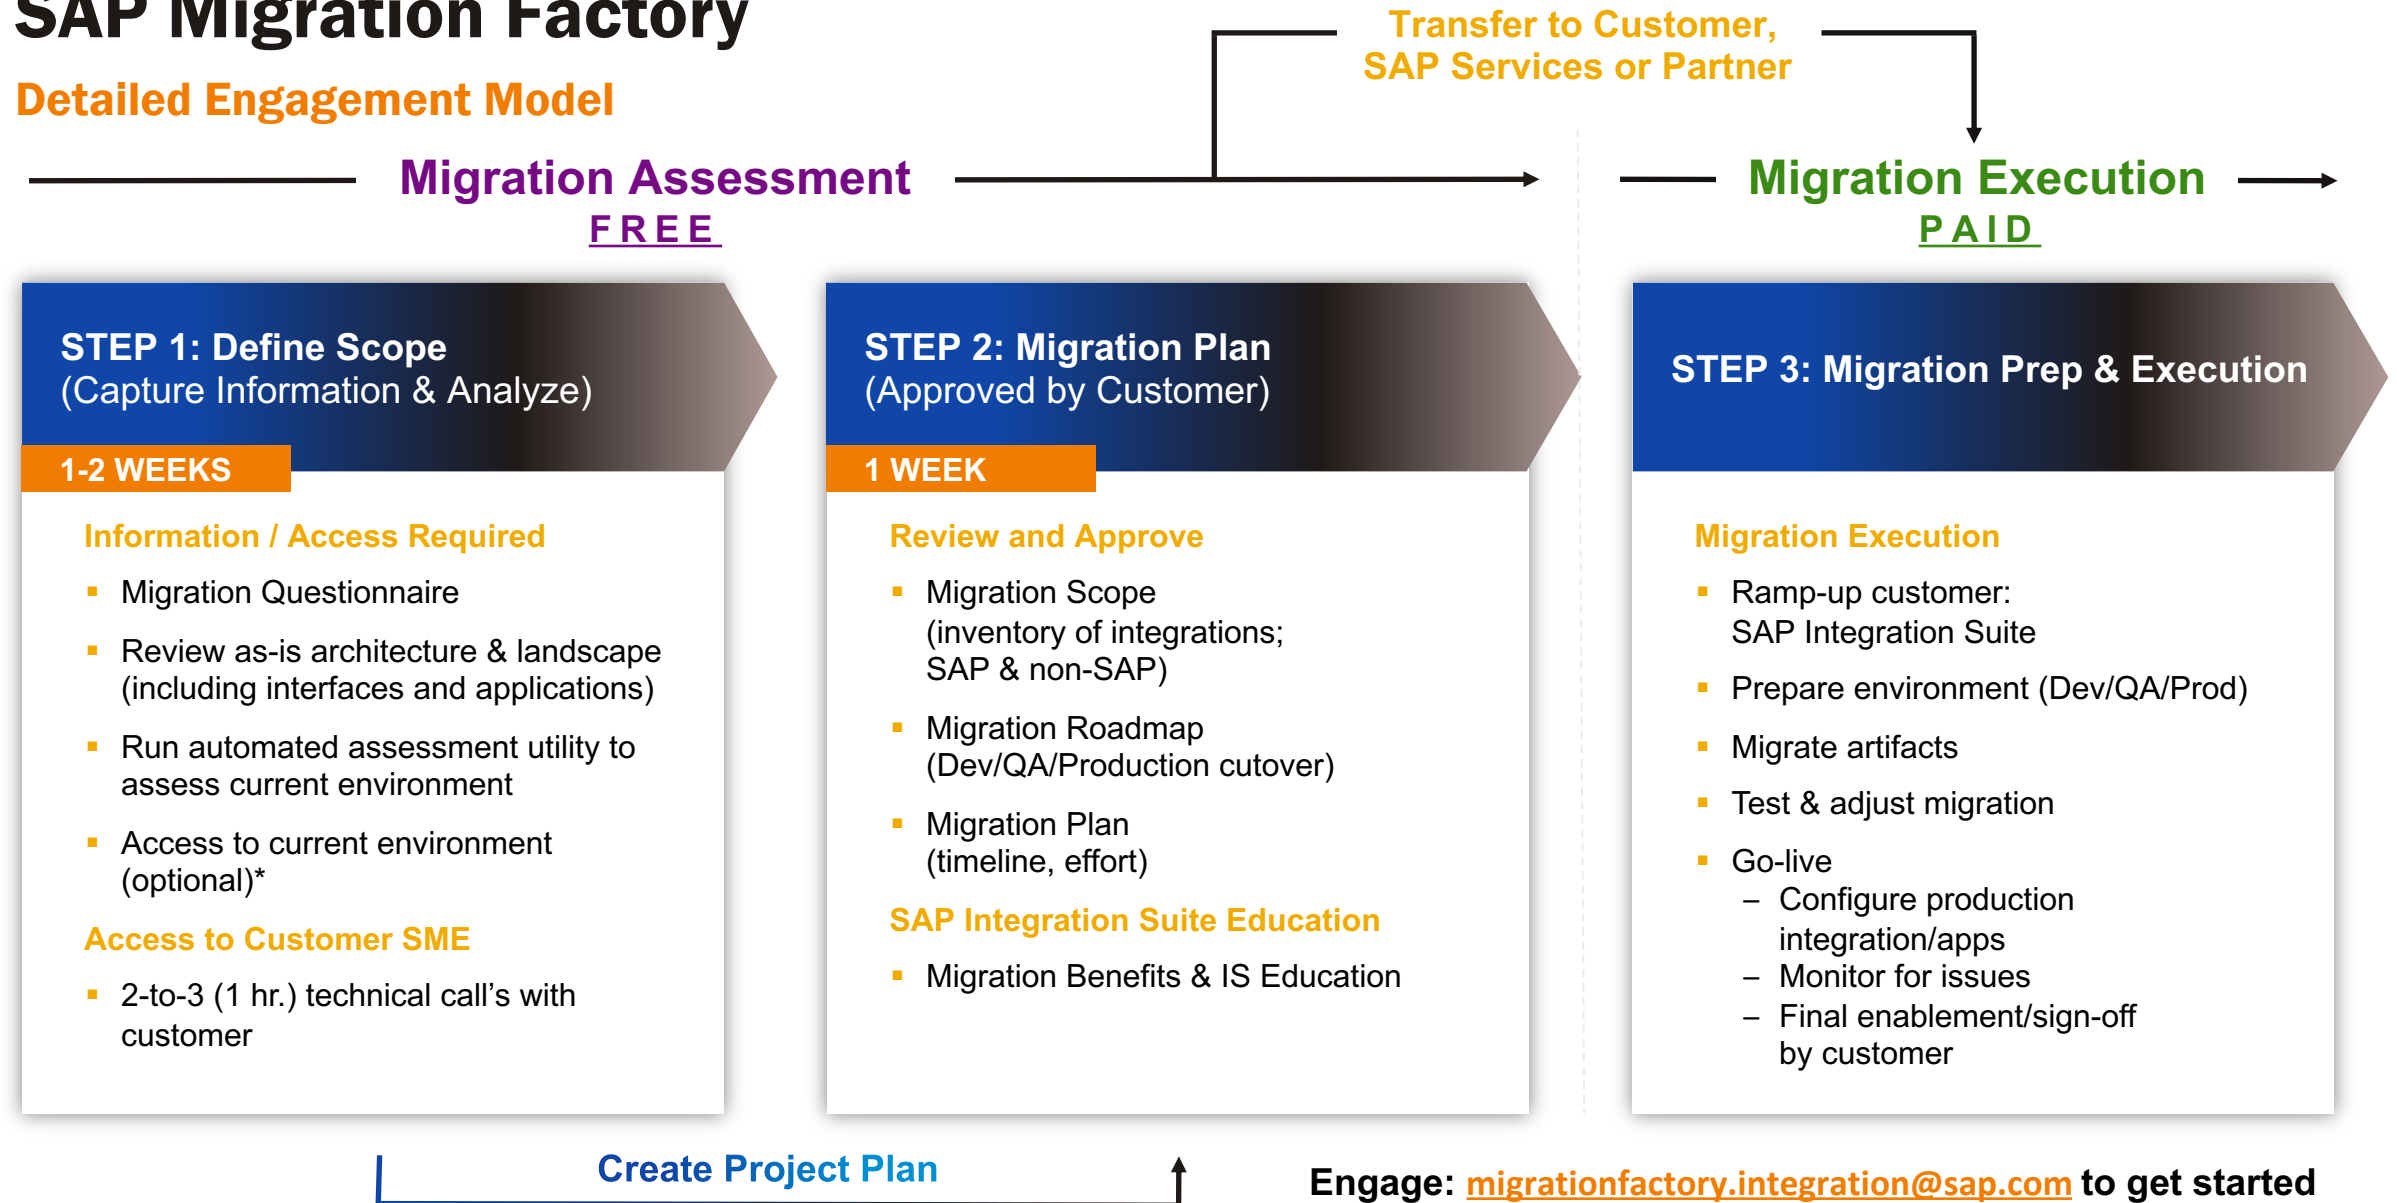 SAP Migration Factory
Detailed Engagement Model
Transfer to Customer,
SAP Services or Partner
Migration Assessment
FREE
Migration Execution
PAID
STEP 1: Define Scope
(Capture Information & Analyze)
1-2 WEEKS
Information / Access Required
▪ Migration Questionnaire
▪ Review as-is architecture & landscape
(including interfaces and applications)
▪ Run automated assessment utility to
assess current environment
▪ Access to current environment
(optional)*
Access to Customer SME
▪ 2-to-3 (1 hr.) technical call’s with
customer
STEP 2: Migration Plan
(Approved by Customer)
1 WEEK
Review and Approve
▪ Migration Scope
(inventory of integrations;
SAP & non-SAP)
▪ Migration Roadmap
(Dev/QA/Production cutover)
▪ Migration Plan
(timeline, effort)
SAP Integration Suite Education
▪ Migration Benefits & IS Education
STEP 3: Migration Prep & Execution
Migration Execution
▪ Ramp-up customer:
SAP Integration Suite
▪ Prepare environment (Dev/QA/Prod)
▪ Migrate artifacts
▪ Test & adjust migration
▪ Go-live
– Configure production
integration/apps
– Monitor for issues
– Final enablement/sign-off
by customer
Create Project Plan
Engage: migrationfactory.integration@sap.com to get started